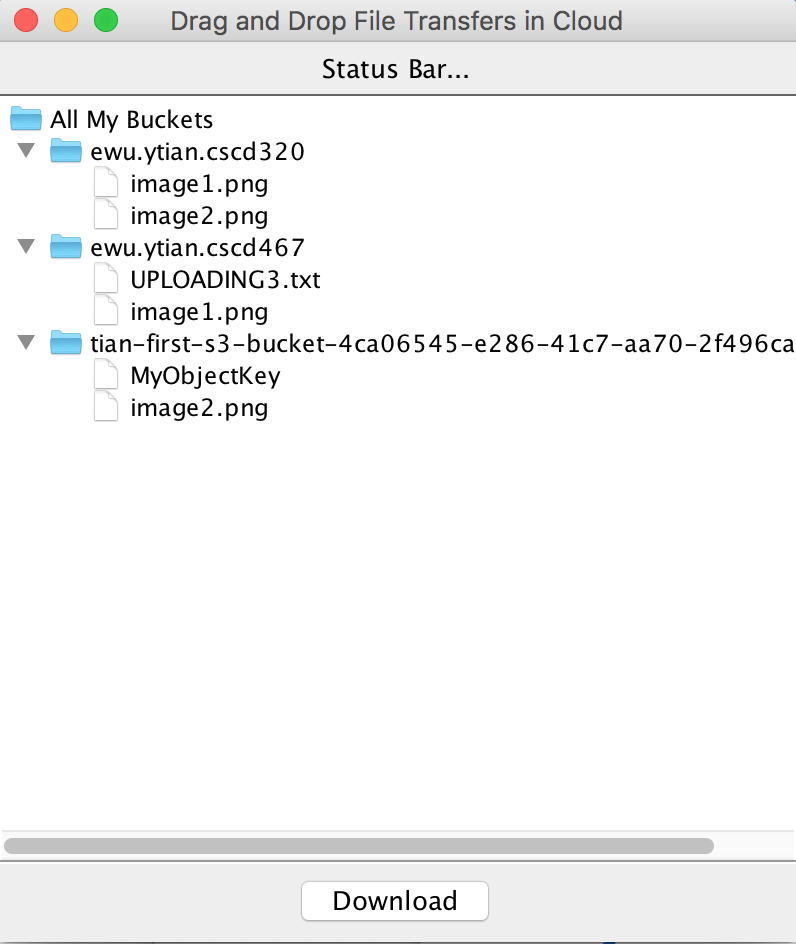 Drag and Drop File Transfers in Cloud
Status Bar...
All My Buckets
ewu.ytian.cscd320
image1.png
image2.png
ewu.ytian.cscd467
UPLOADING3.txt
image1.png
tian-first-s3-bucket-4ca06545-e286-41c7-aa70-2f496ca
MyObjectKey
image2.png
Download